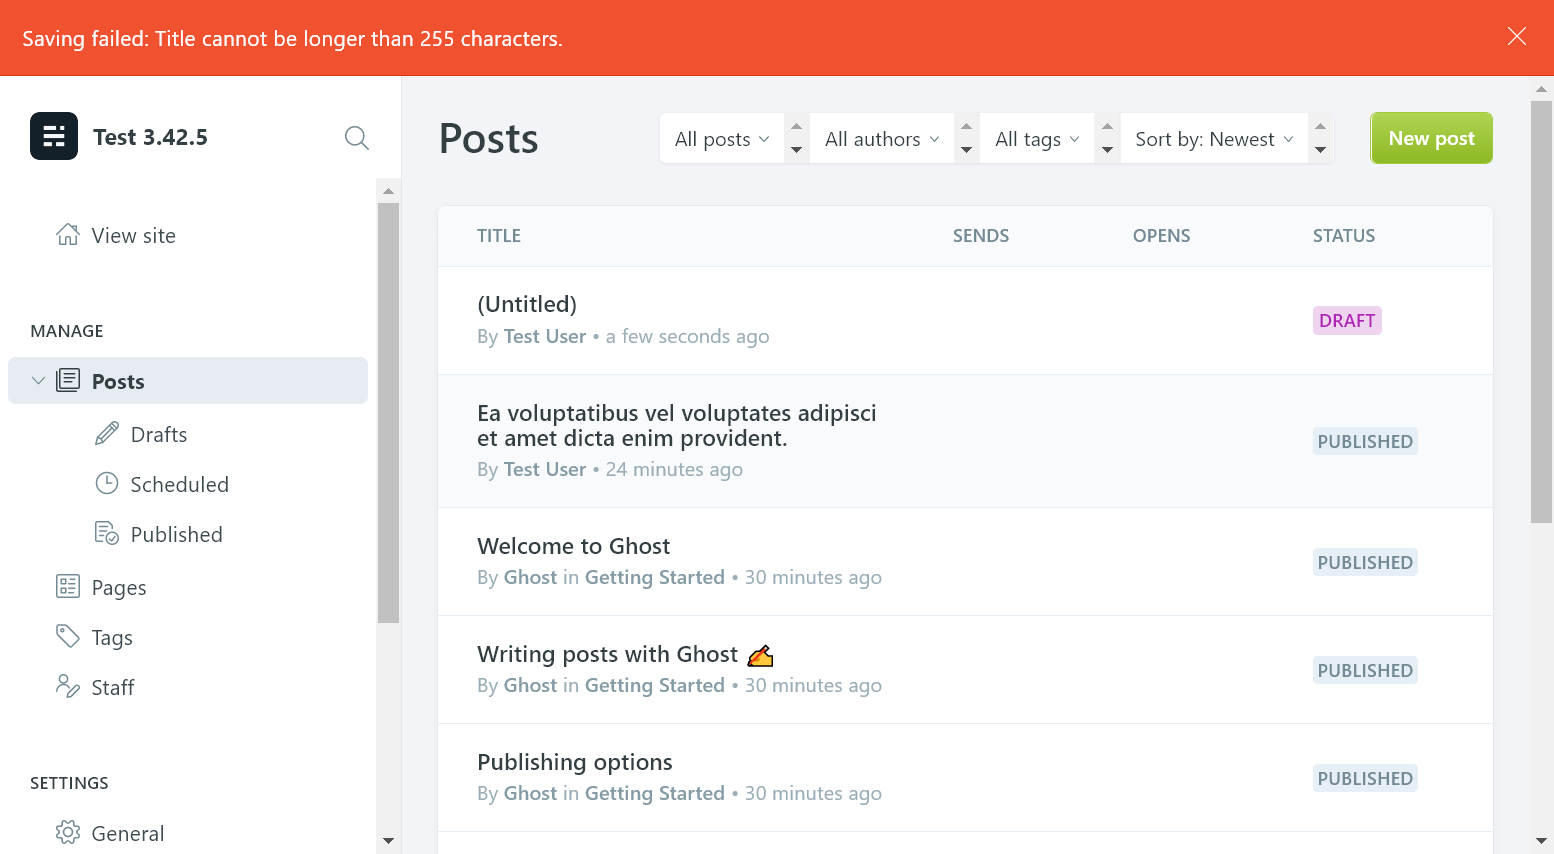 Saving failed: Title cannot be longer than 255 characters.
Test 3.42.5
View site
MANAGE
Posts
Drafts
Scheduled
Published
Pages
Tags
Staff
SETTINGS
General
Posts
All posts
All authors
All tags
Sort by: Newest
New post
TITLE SENDS OPENS STATUS
(Untitled)
By Test User • a few seconds ago
DRAFT
Ea voluptatibus vel voluptates adipisci
et amet dicta enim provident.
By Test User • 24 minutes ago
PUBLISHED
Welcome to Ghost
By Ghost in Getting Started • 30 minutes ago
PUBLISHED
Writing posts with Ghost ✍️
By Ghost in Getting Started • 30 minutes ago
PUBLISHED
Publishing options
By Ghost in Getting Started • 30 minutes ago
PUBLISHED